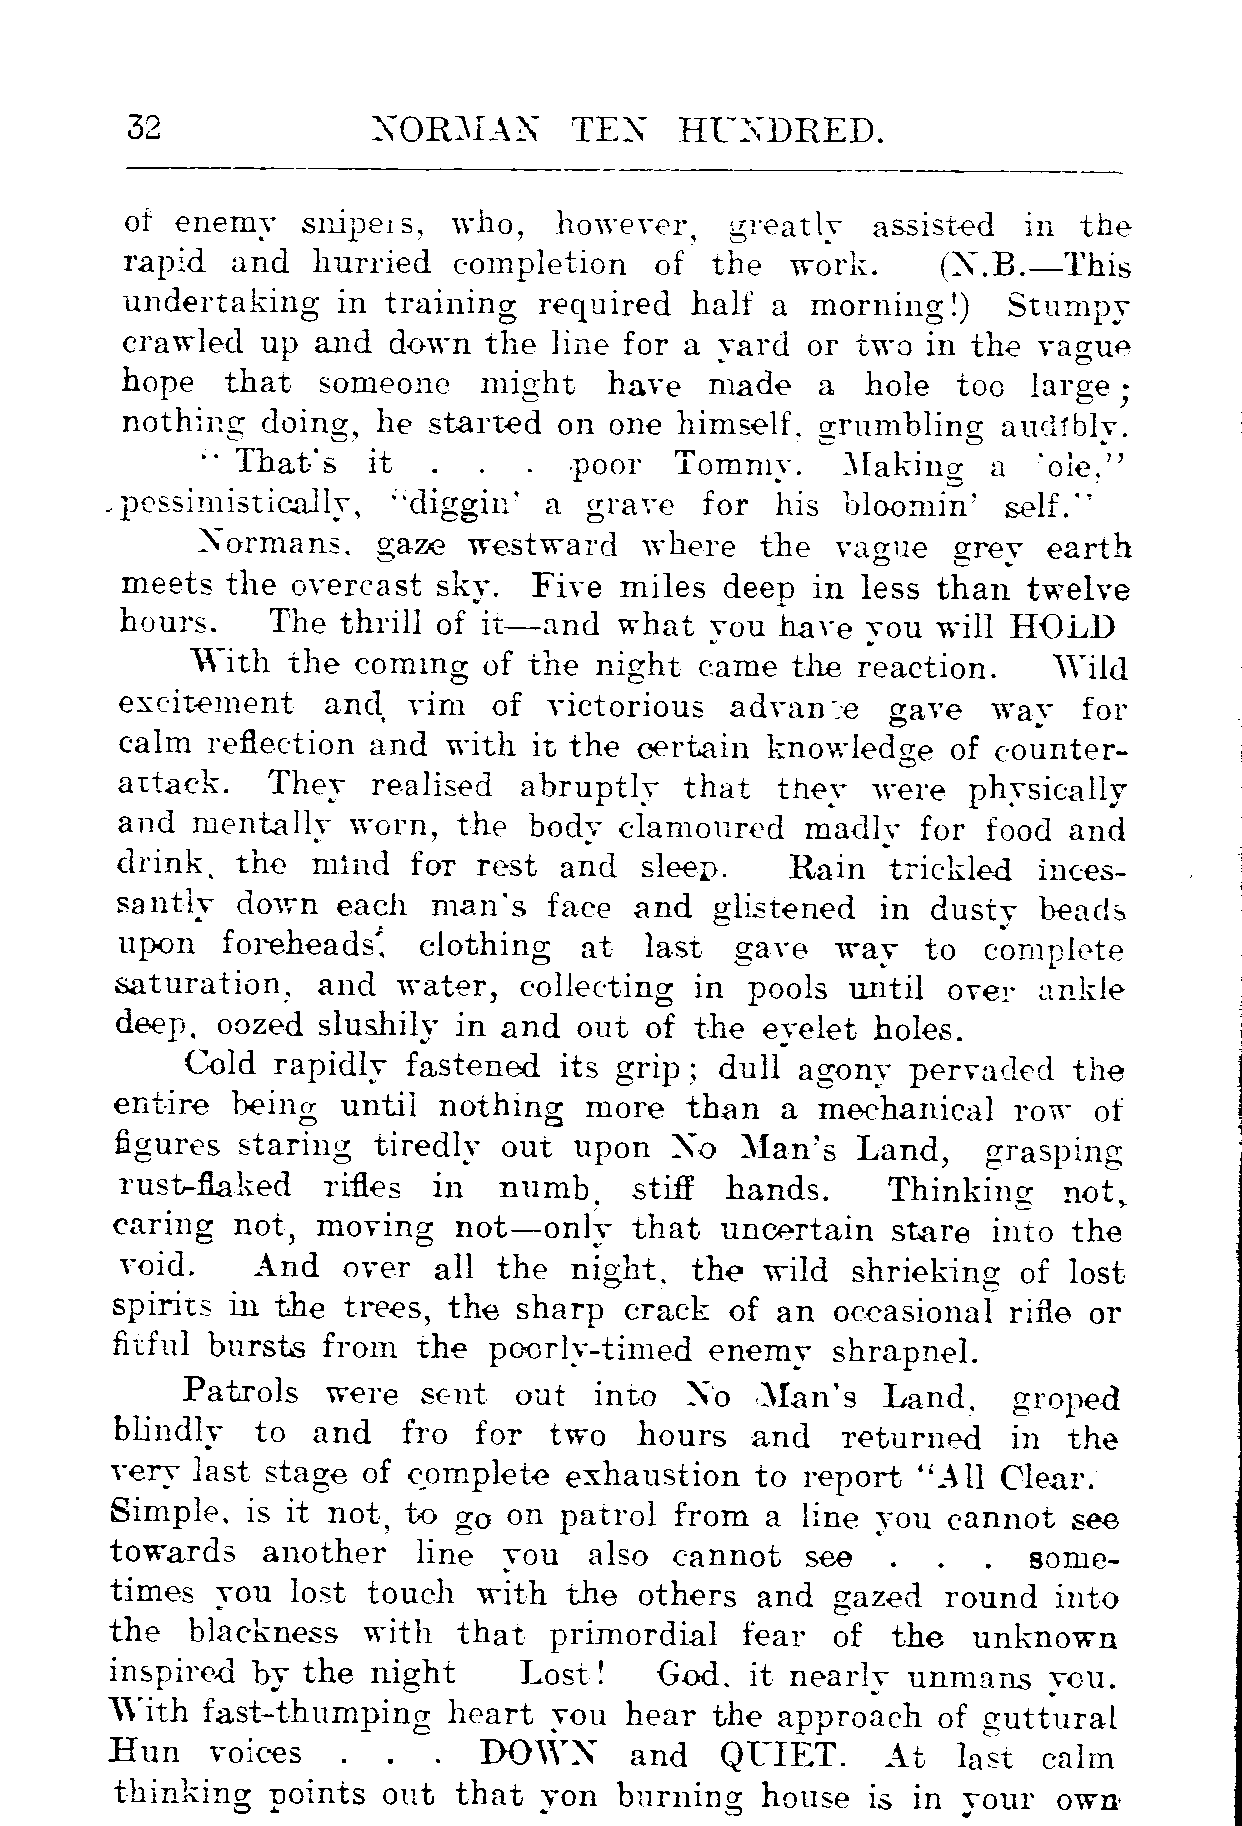 32 NORMAN TEN HUNDRED.
of enemy snipers, who, however, greatly assisted in the
rapid and hurried completion of the work. (N.B.—This
undertaking in training required half a morning!) Stumpy
crawled up and down the line for a yard or two in the vague
hope that someone might have made a hole too large;
nothing doing, he started on one himself, grumbling audibly.
"That's it . . . poor Tommy. Making a 'ole,"
pessimistically, "diggin' a grave for his bloomin' self."
Normans, gaze westward where the vague grey earth
meets the overcast sky. Five miles deep in less than twelve
hours. The thrill of it—and what you have you will HOLD
With the coming of the night came the reaction. Wild
excitement and vim of victorious advance gave way for
calm reflection and with it the certain knowledge of counter-
attack. They realised abruptly that they were physically
and mentally worn, the body clamoured madly for food and
drink, the mind for rest and sleep. Rain trickled inces-
santly down each man's face and glistened in dusty beads
upon foreheads; clothing at last gave way to complete
saturation, and water, collecting in pools until over ankle
deep, oozed slushily in and out of the eyelet holes.
Cold rapidly fastened its grip; dull agony pervaded the
entire being until nothing more than a mechanical row of
figures staring tiredly out upon No Man's Land, grasping
rust-flaked rifles in numb, stiff hands. Thinking not,
caring not, moving not—only that uncertain stare into the
void. And over all the night, the wild shrieking of lost
spirits in the trees, the sharp crack of an occasional rifle or
fitful bursts from the poorly-timed enemy shrapnel.
Patrols were sent out into No Man's Land, groped
blindly to and fro for two hours and returned in the
very last stage of complete exhaustion to report "All Clear.
Simple, is it not, to go on patrol from a line you cannot see
towards another line you also cannot see . . . some-
times you lost touch with the others and gazed round into
the blackness with that primordial fear of the unknown
inspired by the night Lost! God, it nearly unmans you.
With fast-thumping heart you hear the approach of guttural
Hun voices . . . DOWN and QUIET. At last calm
thinking points out that yon burning house is in your own